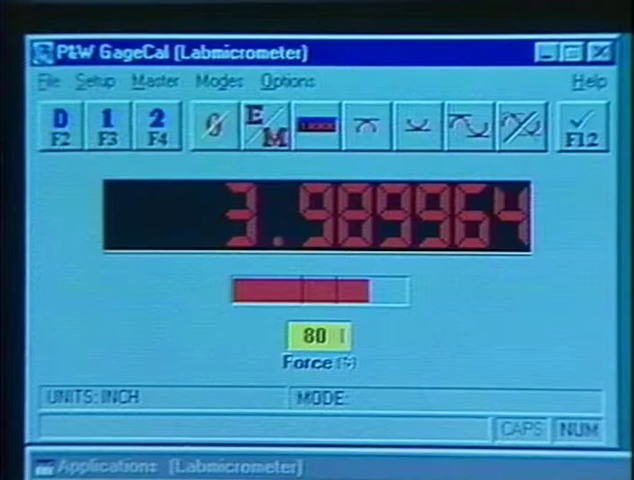 P&W GageCal (Labmicrometer)
File Setup Master Modes Options Help
D 1 2 0 E/M
F2 F3 F4 F12
3.989964
80
Force
UNITS: INCH MODE:
CAPS NUM
Applications (Labmicrometer)